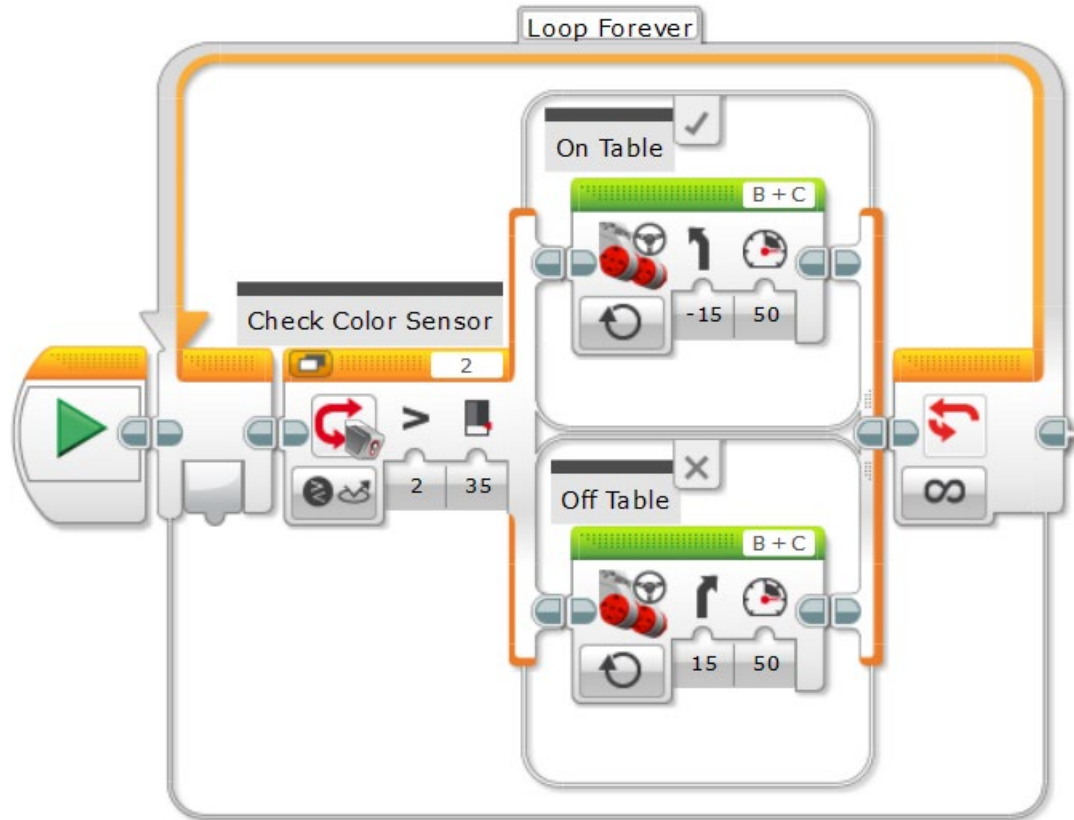 Loop Forever
On Table
B + C
-15 50
Check Color Sensor
2
> 
2 35
Off Table
B + C
15 50